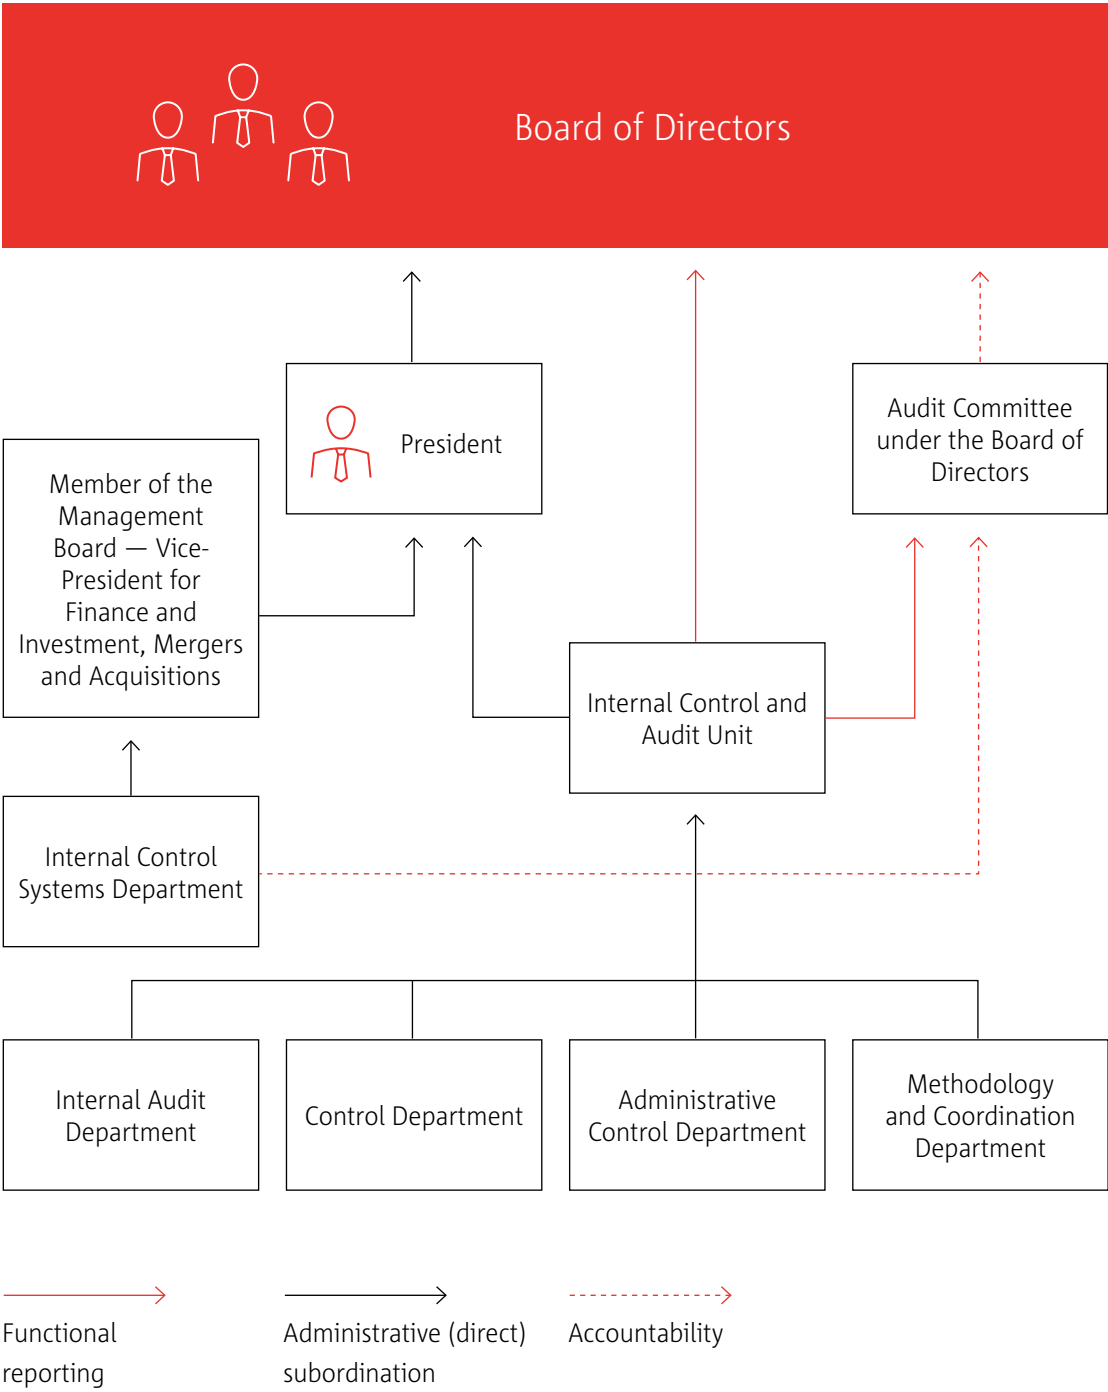 Board of Directors
President
Audit Committee
under the Board of
Directors
Member of the
Management
Board — Vice-
President for
Finance and
Investment, Mergers
and Acquisitions
Internal Control and
Audit Unit
Internal Control
Systems Department
Internal Audit
Department
Control Department
Administrative
Control Department
Methodology
and Coordination
Department
Functional
reporting
Administrative (direct)
subordination
Accountability